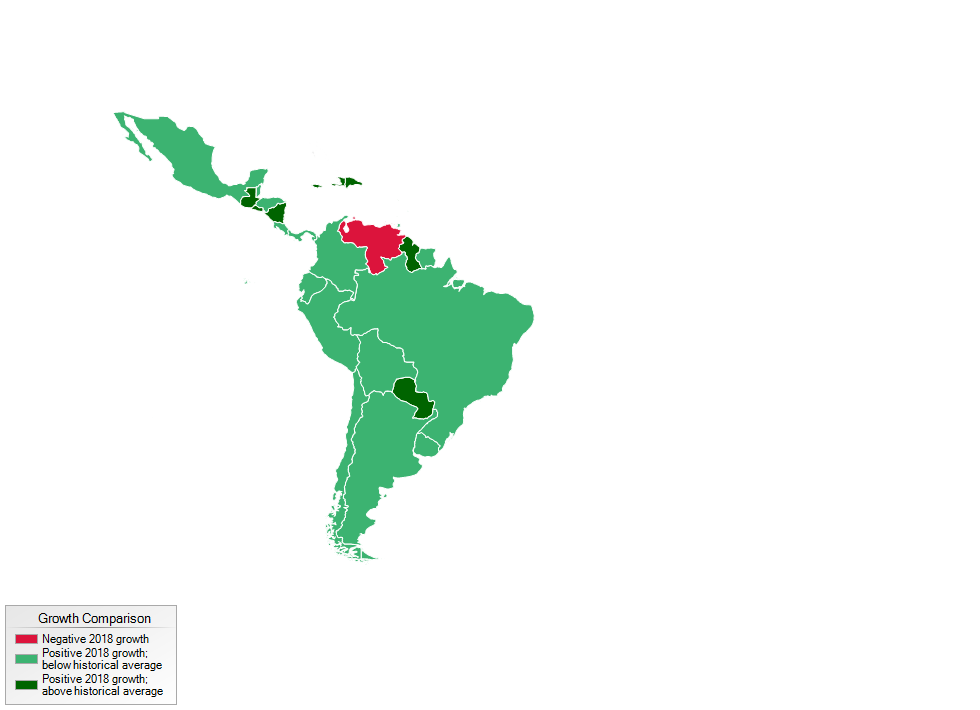 Growth Comparison
Negative 2018 growth
Positive 2018 growth;
below historical average
Positive 2018 growth;
above historical average